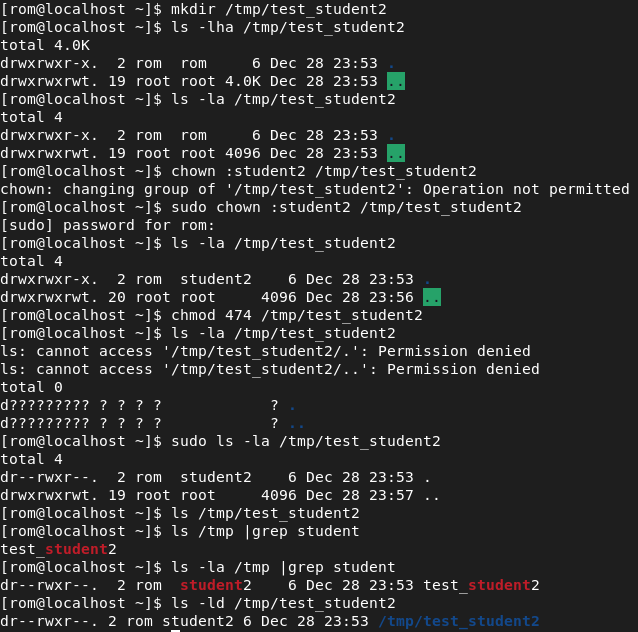 [rom@localhost ~]$ mkdir /tmp/test_student2
[rom@localhost ~]$ ls -lha /tmp/test_student2
total 4.0K
drwxrwxr-x.  2 rom  rom     6 Dec 28 23:53 .
drwxrwxrwt. 19 root root 4.0K Dec 28 23:53 ..
[rom@localhost ~]$ ls -la /tmp/test_student2
total 4
drwxrwxr-x.  2 rom  rom     6 Dec 28 23:53 .
drwxrwxrwt. 19 root root 4096 Dec 28 23:53 ..
[rom@localhost ~]$ chown :student2 /tmp/test_student2
chown: changing group of '/tmp/test_student2': Operation not permitted
[rom@localhost ~]$ sudo chown :student2 /tmp/test_student2
[sudo] password for rom:
[rom@localhost ~]$ ls -la /tmp/test_student2
total 4
drwxrwxr-x.  2 rom  student2    6 Dec 28 23:53 .
drwxrwxrwt. 20 root root     4096 Dec 28 23:56 ..
[rom@localhost ~]$ chmod 474 /tmp/test_student2
[rom@localhost ~]$ ls -la /tmp/test_student2
ls: cannot access '/tmp/test_student2/.': Permission denied
ls: cannot access '/tmp/test_student2/..': Permission denied
total 0
d????????? ? ? ? ?            ? .
d????????? ? ? ? ?            ? ..
[rom@localhost ~]$ sudo ls -la /tmp/test_student2
total 4
dr--rwxr--.  2 rom  student2    6 Dec 28 23:53 .
drwxrwxrwt. 19 root root     4096 Dec 28 23:57 ..
[rom@localhost ~]$ ls /tmp/test_student2
[rom@localhost ~]$ ls /tmp |grep student
test_student2
[rom@localhost ~]$ ls -la /tmp |grep student
dr--rwxr--.  2 rom  student2    6 Dec 28 23:53 test_student2
[rom@localhost ~]$ ls -ld /tmp/test_student2
dr--rwxr--. 2 rom student2 6 Dec 28 23:53 /tmp/test_student2